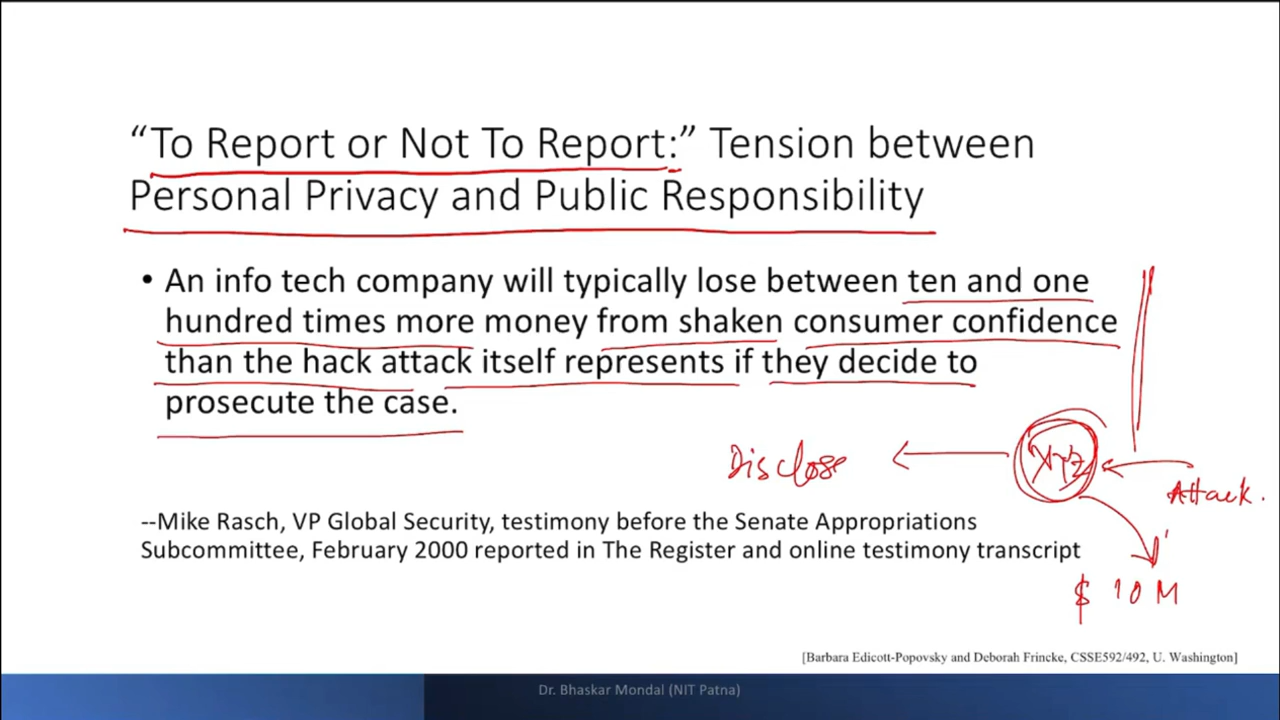 “To Report or Not To Report:” Tension between
Personal Privacy and Public Responsibility
• An info tech company will typically lose between ten and one
hundred times more money from shaken consumer confidence
than the hack attack itself represents if they decide to
prosecute the case.
Disclose
XYZ
Attack.
$ 10 M
--Mike Rasch, VP Global Security, testimony before the Senate Appropriations
Subcommittee, February 2000 reported in The Register and online testimony transcript
[Barbara Edicott-Popovsky and Deborah Frincke, CSSE592/492, U. Washington]
Dr. Bhaskar Mondal (NIT Patna)